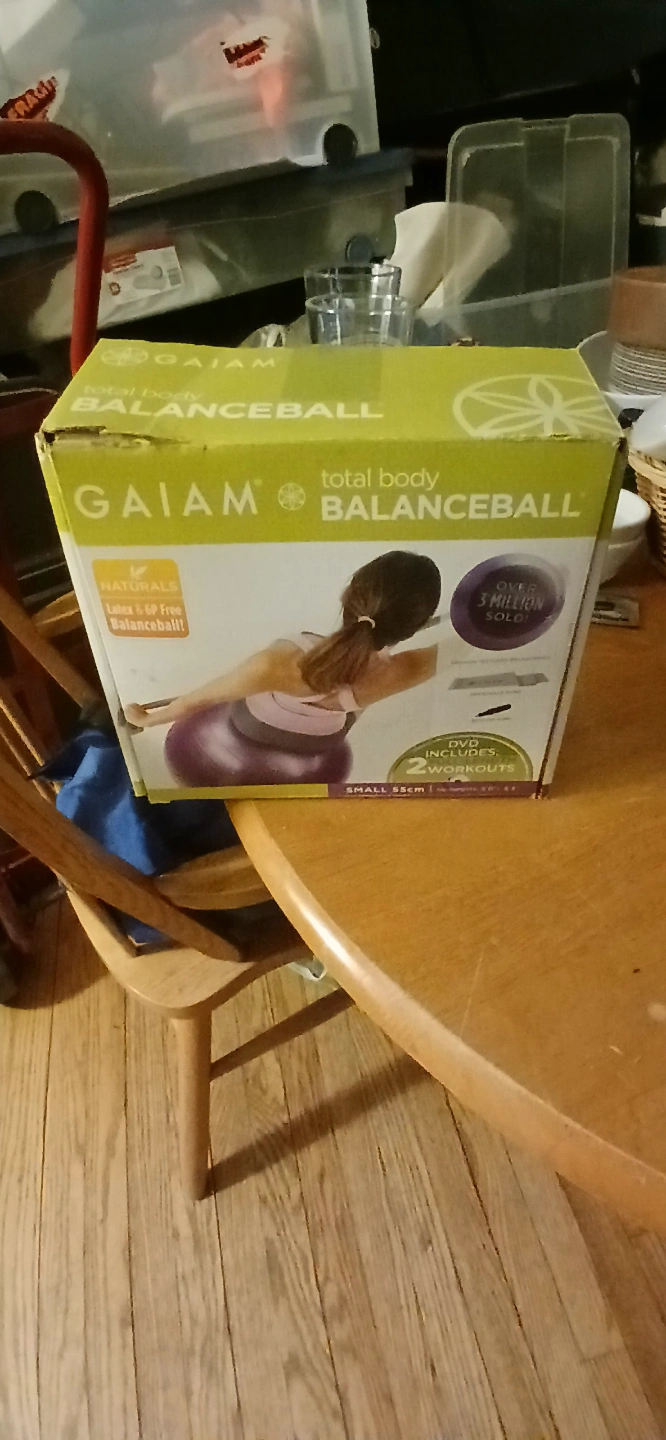 GAIAM
total body
BALANCEBALL
GAIAM® total body
BALANCEBALL
NATURALS
Latex & 6P Free
Balanceball!
OVER
3 MILLION
SOLD!
DVD
INCLUDES:
2 WORKOUTS
SMALL 55cm